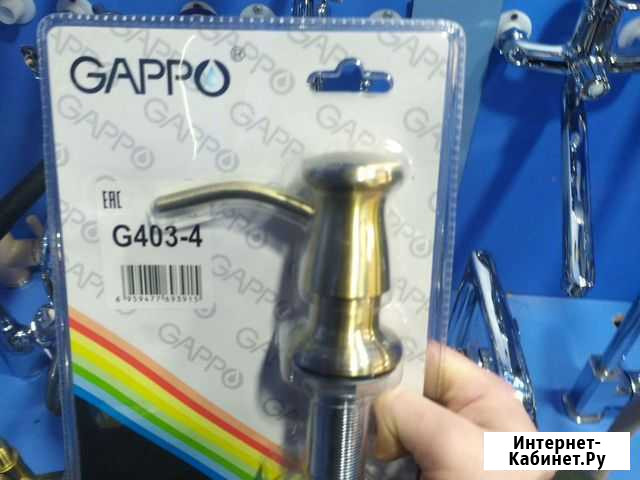 GAPPO®
EAC
G403-4
6 959477 693915
Интернет-
Кабинет.Ру